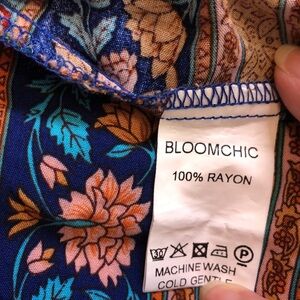 BLOOMCHIC
100% RAYON
MACHINE WASH
COLD GENTLE